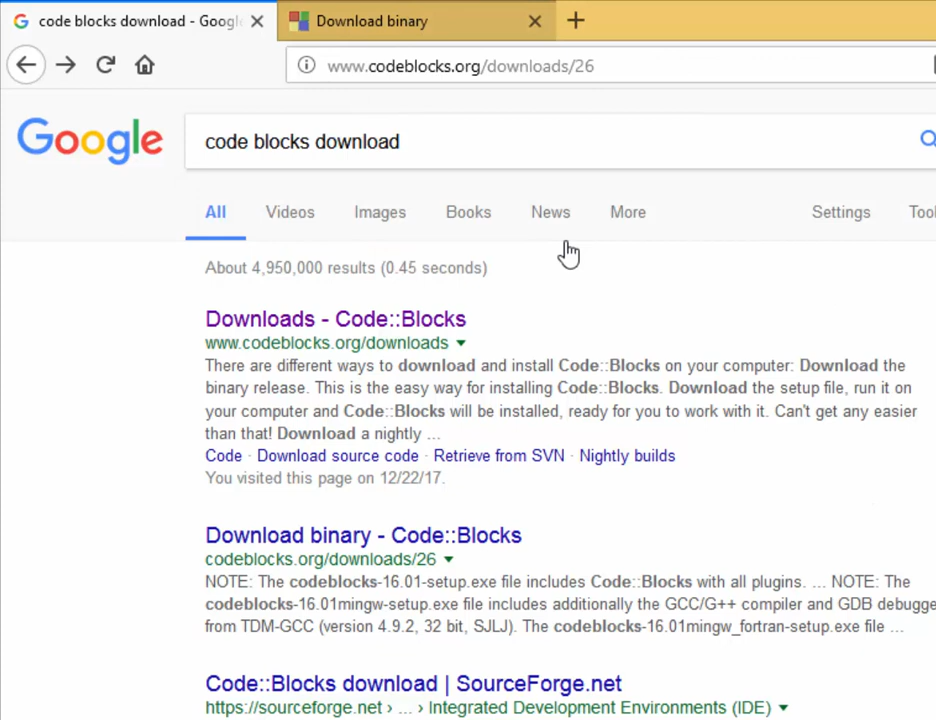 code blocks download - Googl
Download binary
www.codeblocks.org/downloads/26
Google
code blocks download
All Videos Images Books News More Settings Tool
About 4,950,000 results (0.45 seconds)
Downloads - Code::Blocks
www.codeblocks.org/downloads
There are different ways to download and install Code::Blocks on your computer: Download the
binary release. This is the easy way for installing Code::Blocks. Download the setup file, run it on
your computer and Code::Blocks will be installed, ready for you to work with it. Can't get any easier
than that! Download a nightly ...
Code · Download source code · Retrieve from SVN · Nightly builds
You visited this page on 12/22/17.
Download binary - Code::Blocks
codeblocks.org/downloads/26
NOTE: The codeblocks-16.01-setup.exe file includes Code::Blocks with all plugins. ... NOTE: The
codeblocks-16.01mingw-setup.exe file includes additionally the GCC/G++ compiler and GDB debugge
from TDM-GCC (version 4.9.2, 32 bit, SJLJ). The codeblocks-16.01mingw_fortran-setup.exe file ...
Code::Blocks download | SourceForge.net
https://sourceforge.net › ... › Integrated Development Environments (IDE)